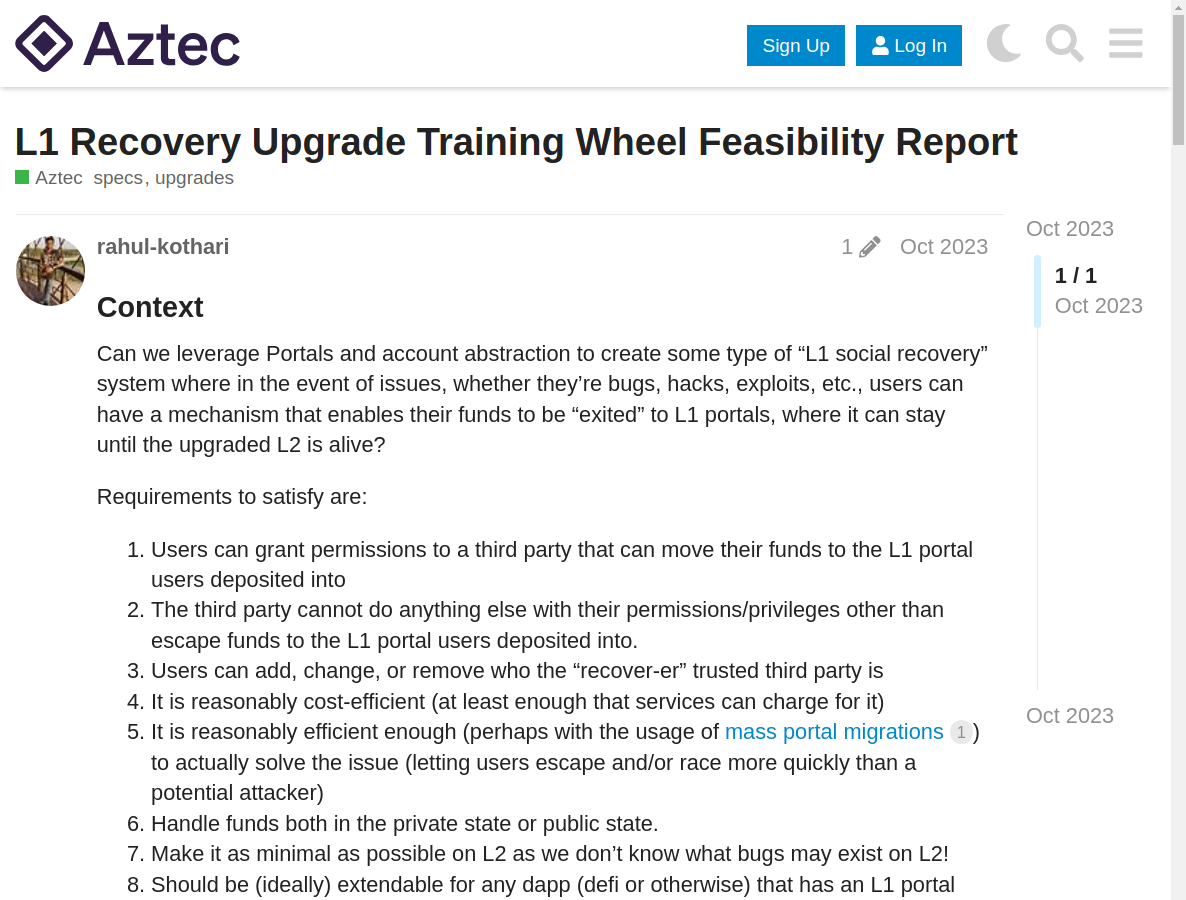 Aztec
Sign Up
Log In
L1 Recovery Upgrade Training Wheel Feasibility Report
Aztec specs, upgrades
rahul-kothari
1
Oct 2023
Oct 2023
1 / 1
Oct 2023
Context
Can we leverage Portals and account abstraction to create some type of “L1 social recovery”
system where in the event of issues, whether they’re bugs, hacks, exploits, etc., users can
have a mechanism that enables their funds to be “exited” to L1 portals, where it can stay
until the upgraded L2 is alive?
Requirements to satisfy are:
1. Users can grant permissions to a third party that can move their funds to the L1 portal
users deposited into
2. The third party cannot do anything else with their permissions/privileges other than
escape funds to the L1 portal users deposited into.
3. Users can add, change, or remove who the “recover-er” trusted third party is
4. It is reasonably cost-efficient (at least enough that services can charge for it)
5. It is reasonably efficient enough (perhaps with the usage of mass portal migrations 1 )
to actually solve the issue (letting users escape and/or race more quickly than a
potential attacker)
6. Handle funds both in the private state or public state.
7. Make it as minimal as possible on L2 as we don’t know what bugs may exist on L2!
8. Should be (ideally) extendable for any dapp (defi or otherwise) that has an L1 portal
Oct 2023